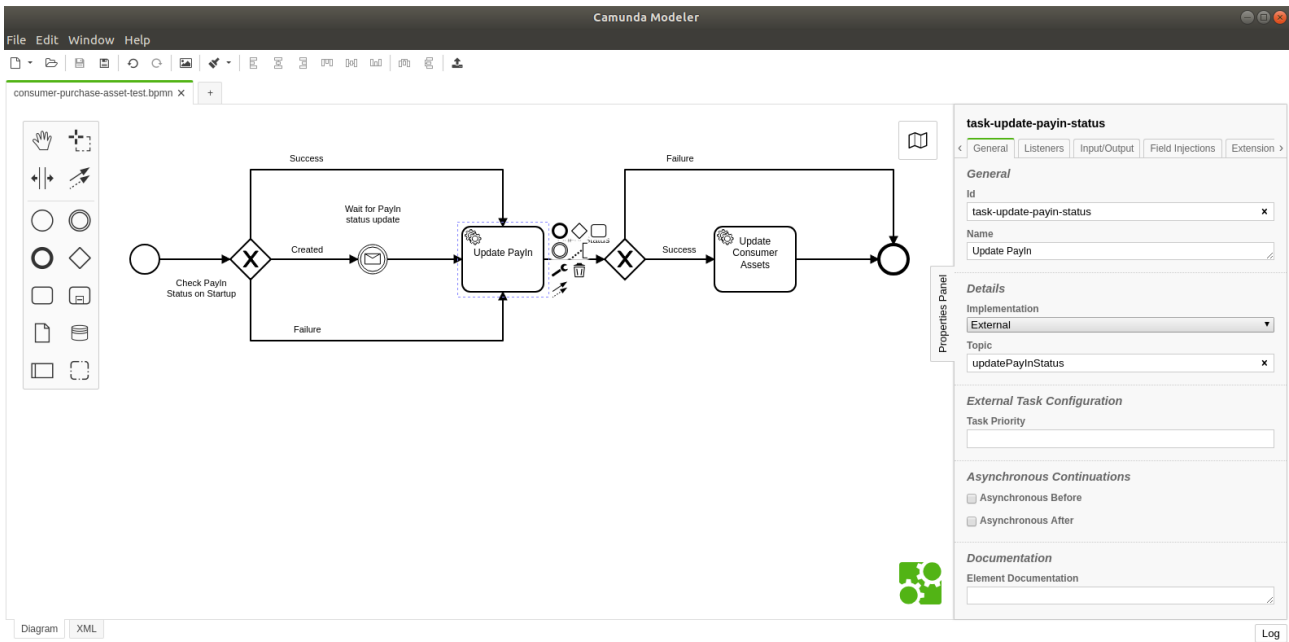 Camunda Modeler
File Edit Window Help
consumer-purchase-asset-test.bpmn × +
Success
Wait for PayIn
status update
Created
Check PayIn
Status on Startup
Failure
Update PayIn
Failure
Success
Update
Consumer
Assets
Properties Panel
task-update-payin-status
General Listeners Input/Output Field Injections Extension
General
Id
task-update-payin-status x
Name
Update PayIn
Details
Implementation
External
Topic
updatePayInStatus x
External Task Configuration
Task Priority
Asynchronous Continuations
Asynchronous Before
Asynchronous After
Documentation
Element Documentation
Diagram XML
Log